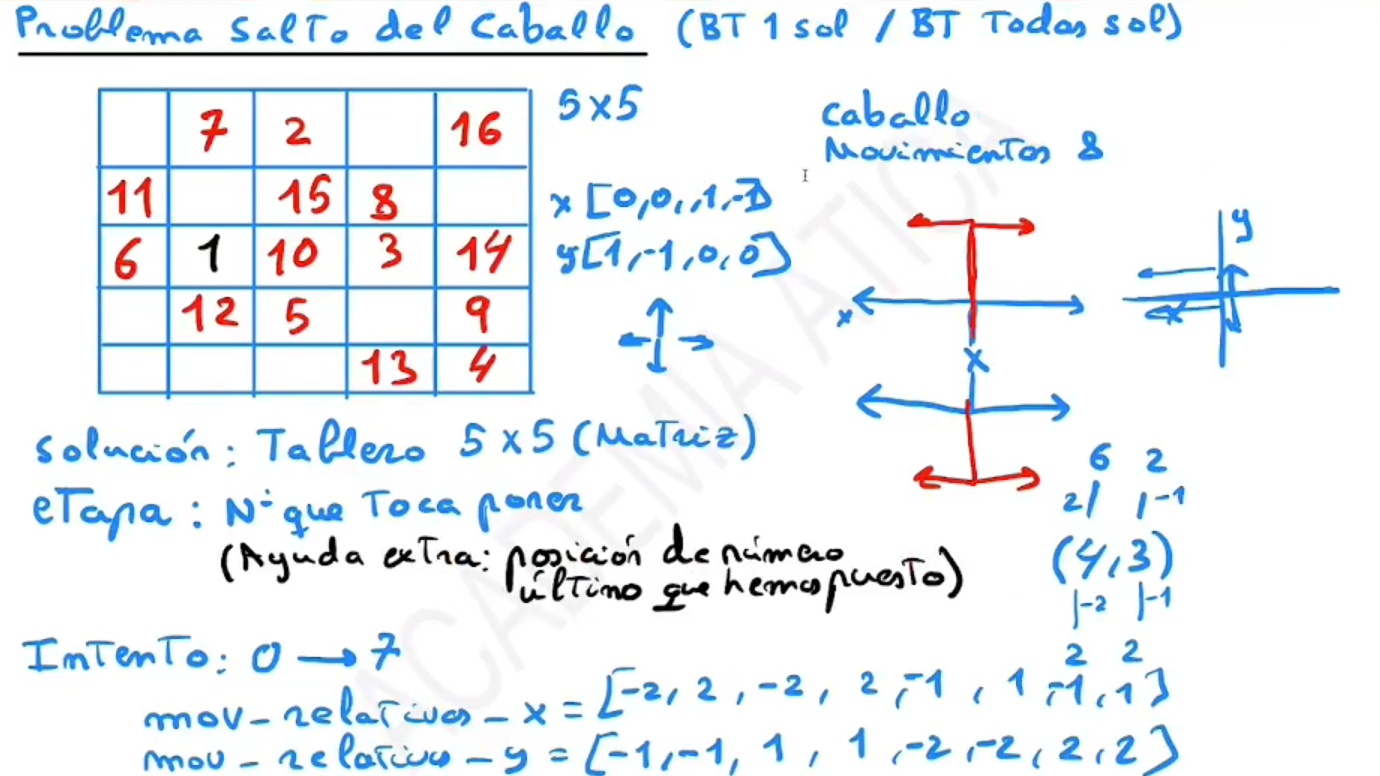 Problema Salto del Caballo (BT 1 sol / BT Todas sol)
7 2 16
11 15 8
6 1 10 3 14
12 5 9
13 4
5x5
x [0,0,,1,-1]
y[1,-1,0,0]
caballo
Movimientos 8
x
x
y
x
solución: Tablero 5x5 (Matriz)
etapa: Nº que toca poner
(Ayuda extra: posición de número
último que hemos puesto)
6 2
2| |-1
(4,3)
|-2 |-1
2 2
Intento: 0 → 7
mov-relativos-x = [-2, 2, -2, 2, -1, 1, -1, 1]
mov-relativo-y = [-1, -1, 1, 1, -2, -2, 2, 2]
ACADEMIA ATICA